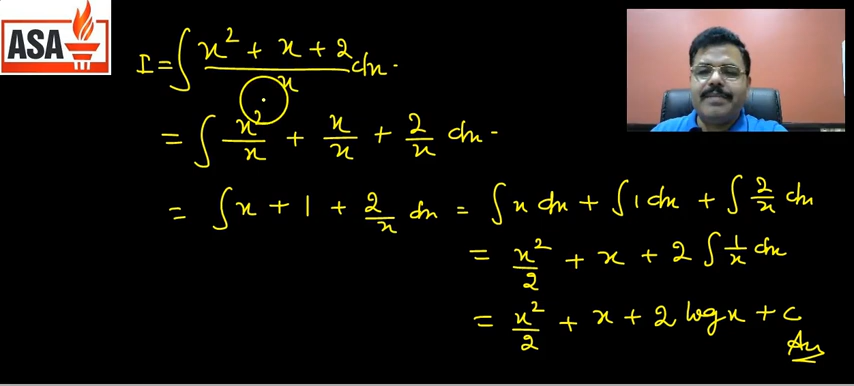 ASA
I = ∫ x² + x + 2 / x dx.
= ∫ x²/x + x/x + 2/x dx.
= ∫ x + 1 + 2/x dx = ∫ x dx + ∫ 1 dx + ∫ 2/x dx
= x²/2 + x + 2 ∫ 1/x dx
= x²/2 + x + 2 log x + c
Ans